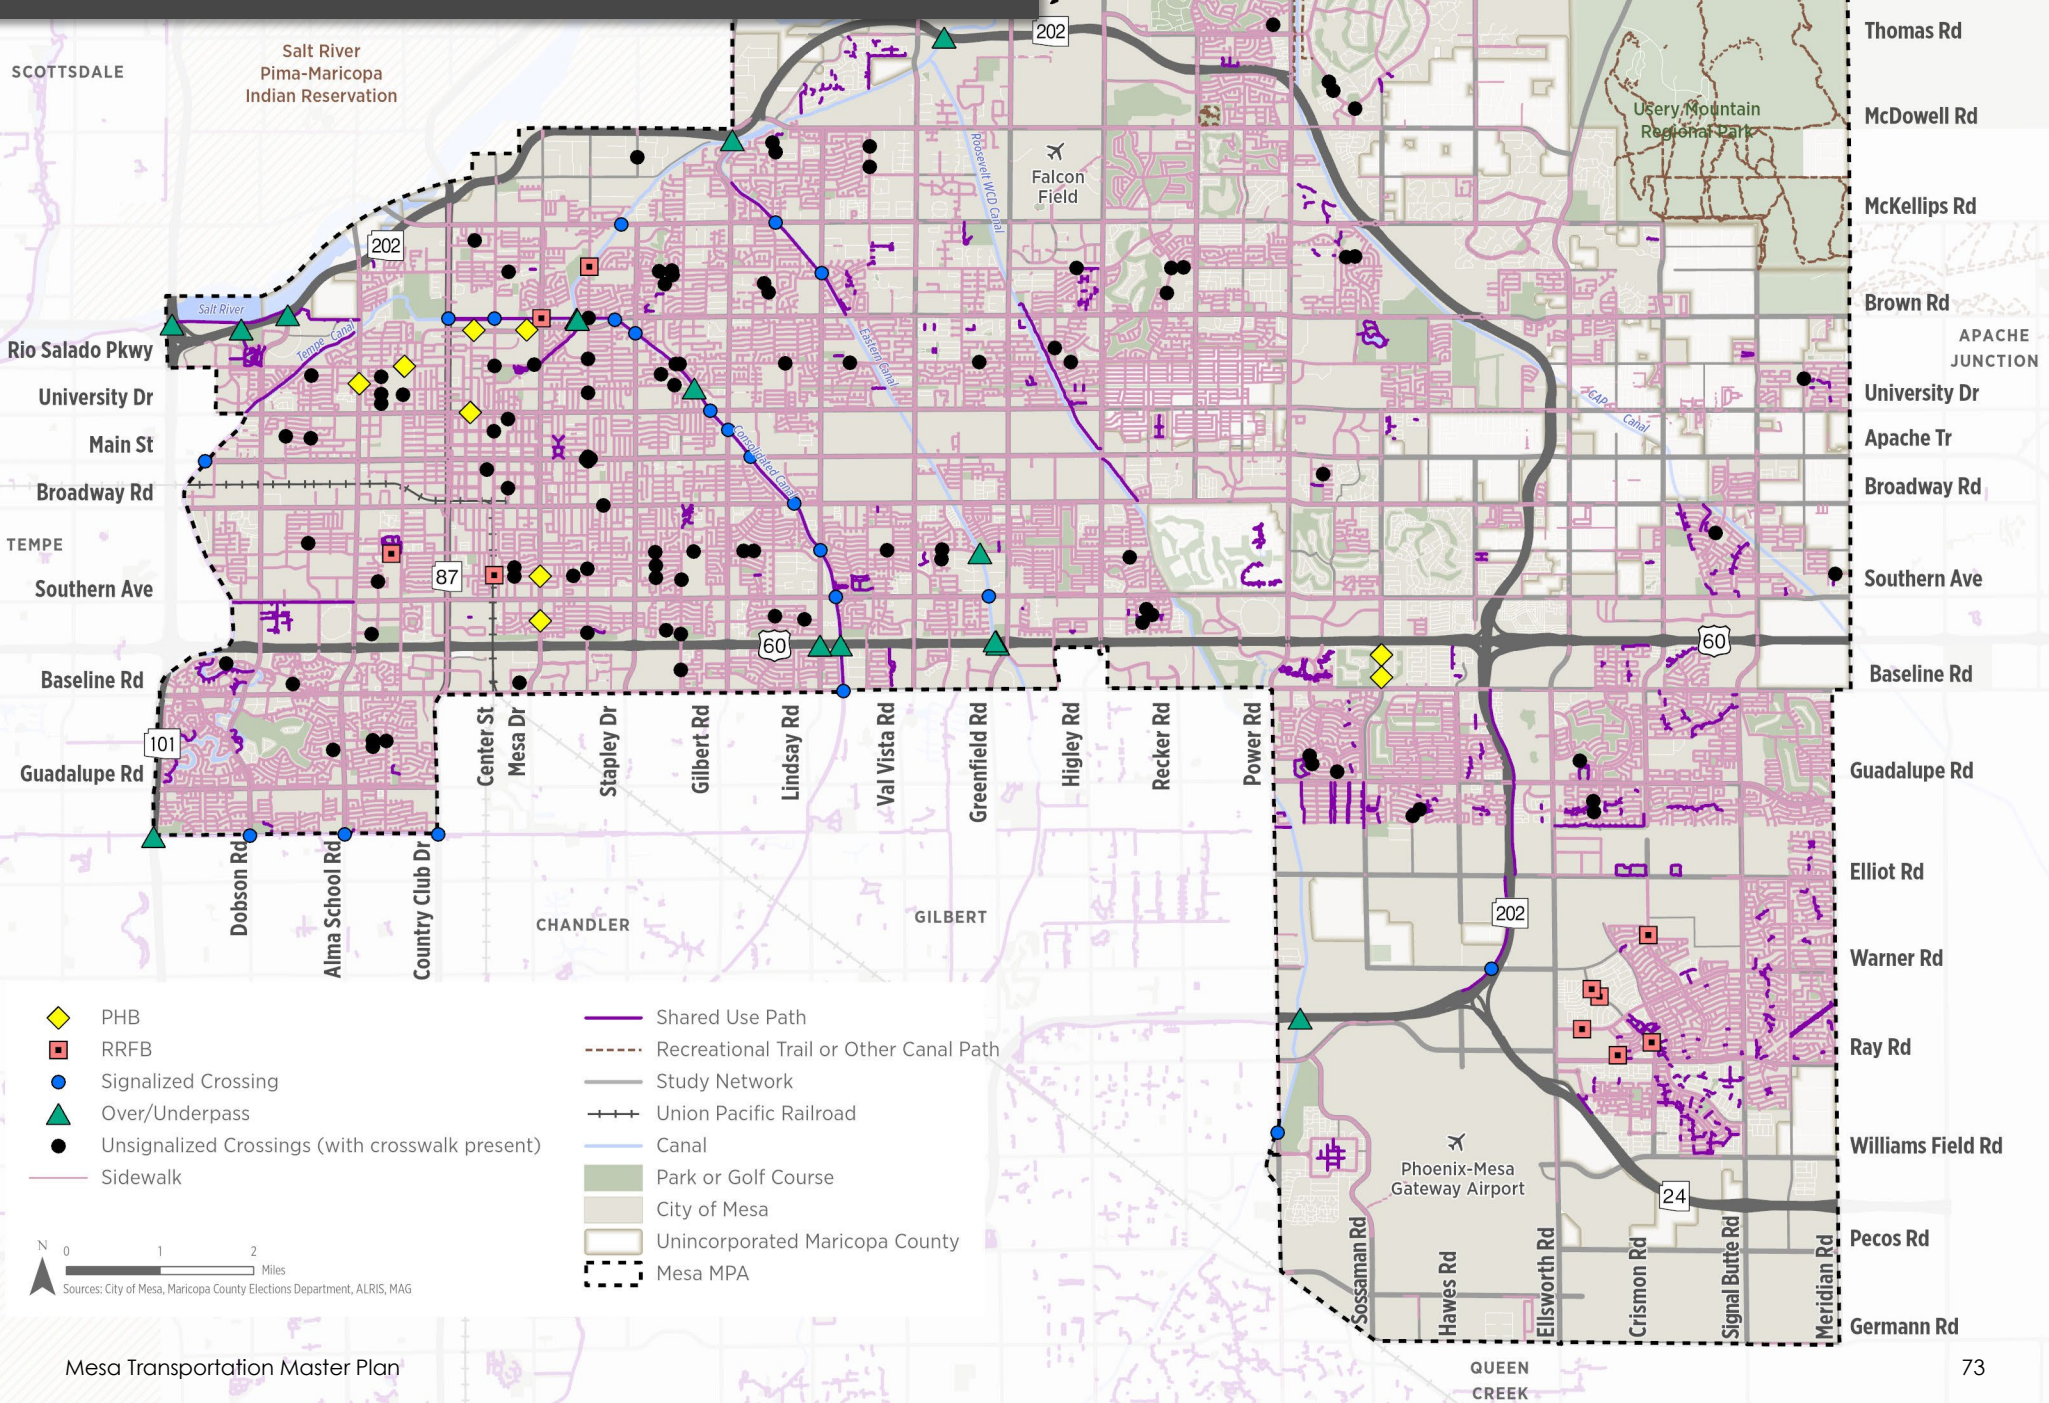 202
Thomas Rd
Salt River
Pima-Maricopa
Indian Reservation
SCOTTSDALE
Usery Mountain
Regional Park
McDowell Rd
Roosevelt WCD Canal
Falcon
Field
McKellips Rd
202
Salt River
Brown Rd
Tempe Canal
Rio Salado Pkwy
APACHE
JUNCTION
Eastern Canal
University Dr
University Dr
CAP Canal
Main St
Apache Tr
Consolidated Canal
Broadway Rd
Broadway Rd
TEMPE
87
Southern Ave
Southern Ave
60
60
Baseline Rd
Baseline Rd
101
Center St
Mesa Dr
Stapley Dr
Gilbert Rd
Lindsay Rd
Val Vista Rd
Greenfield Rd
Higley Rd
Recker Rd
Power Rd
Guadalupe Rd
Guadalupe Rd
Dobson Rd
Alma School Rd
Country Club Dr
Elliot Rd
CHANDLER
GILBERT
202
Warner Rd
PHB
RRFB
Signalized Crossing
Over/Underpass
Unsignalized Crossings (with crosswalk present)
Sidewalk
Shared Use Path
Recreational Trail or Other Canal Path
Study Network
Union Pacific Railroad
Canal
Park or Golf Course
City of Mesa
Unincorporated Maricopa County
Mesa MPA
Ray Rd
Williams Field Rd
Phoenix-Mesa
Gateway Airport
24
Pecos Rd
Sossaman Rd
Hawes Rd
Ellsworth Rd
Crismon Rd
Signal Butte Rd
Meridian Rd
N
0 1 2
Miles
Sources: City of Mesa, Maricopa County Elections Department, ALRIS, MAG
Germann Rd
Mesa Transportation Master Plan
QUEEN
CREEK
73